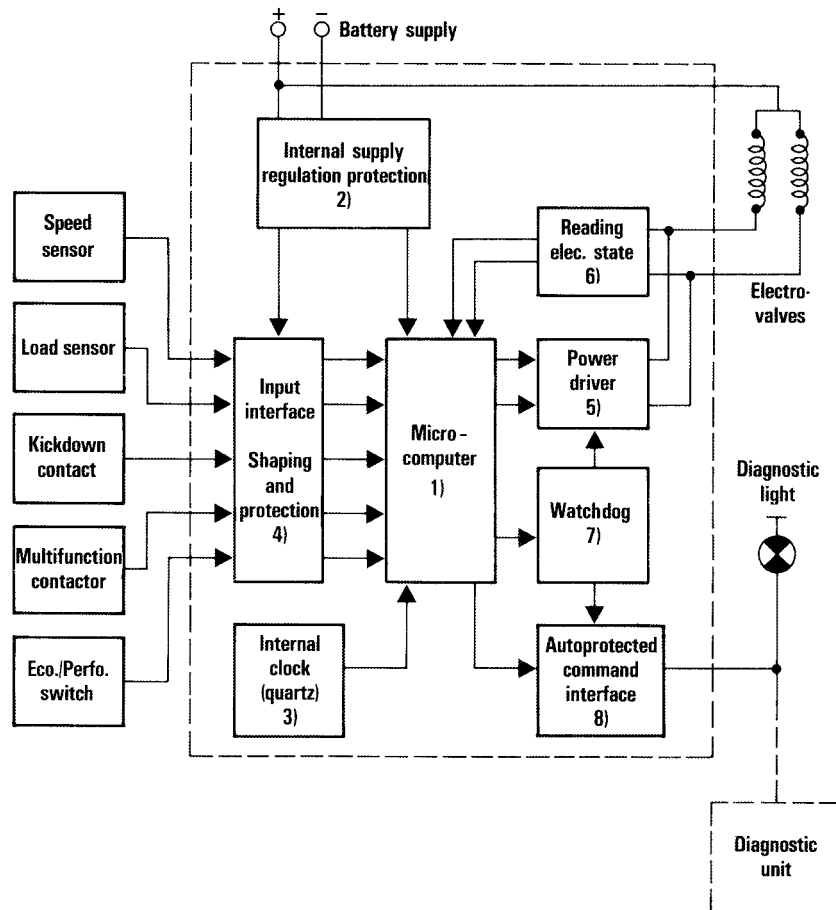 + − Battery supply
Internal supply
regulation protection
2)
Speed
sensor
Reading
elec. state
6)
Electro-
valves
Load sensor
Input
interface
Shaping
and
protection
4)
Micro-
computer
1)
Power
driver
5)
Kickdown
contact
Watchdog
7)
Diagnostic
light
Multifunction
contactor
Eco./Perfo.
switch
Internal
clock
(quartz)
3)
Autoprotected
command
interface
8)
Diagnostic
unit